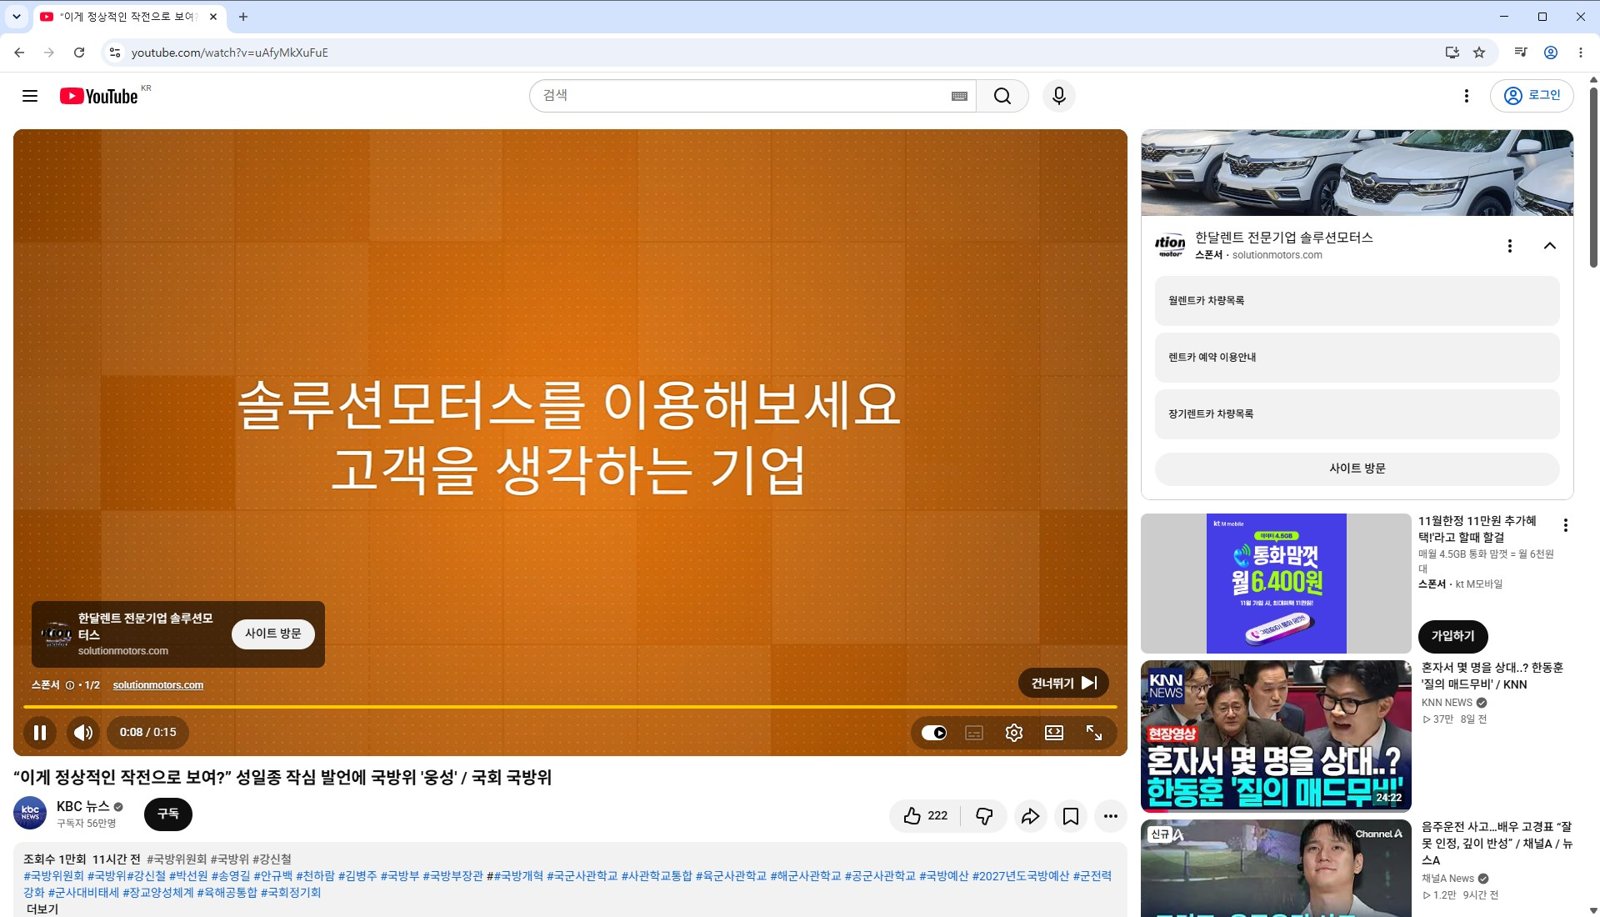 “이게 정상적인 작전으로 보여?
youtube.com/watch?v=uAfyMkXuFuE
YouTube KR
검색
로그인
솔루션모터스를 이용해보세요
고객을 생각하는 기업
한달렌트 전문기업 솔루션모
터스
solutionmotors.com
사이트 방문
스폰서 ⓘ • 1/2 solutionmotors.com
건너뛰기
0:08 / 0:15
“이게 정상적인 작전으로 보여?” 성일종 작심 발언에 국방위 '웅성' / 국회 국방위
kbc NEWS
KBC 뉴스
구독자 56만명
구독
222
조회수 1만회 11시간 전 #국방위원회 #국방위 #강신철
#국방위원회 #국방위#강신철 #박선원 #송영길 #안규백 #천하람 #김병주 #국방부 #국방부장관 ##국방개혁 #국군사관학교 #사관학교통합 #육군사관학교 #해군사관학교 #공군사관학교 #국방예산 #2027년도국방예산 #군전력
강화 #군사대비태세 #장교양성체계 #육해공통합 #국회정기회
더보기
ition
motor
한달렌트 전문기업 솔루션모터스
스폰서 · solutionmotors.com
월렌트카 차량목록
렌트카 예약 이용안내
장기렌트카 차량목록
사이트 방문
kt M mobile
데이터 4.5GB
통화맘껏
월6,400원
11월한정 11만원 추가혜
택!'라고 할때 할걸
매월 4.5GB 통화 맘껏 = 월 6천원
대
스폰서 · kt M모바일
가입하기
KNN
NEWS
현장영상
혼자서 몇 명을 상대..?
한동훈 '질의 매드무비'
24:22
혼자서 몇 명을 상대..? 한동훈
'질의 매드무비' / KNN
KNN NEWS
37만 8일 전
신규
Channel A
음주운전 사고…배우 고경표 “잘
못 인정, 깊이 반성” / 채널A / 뉴
스A
채널A News
1.2만 9시간 전